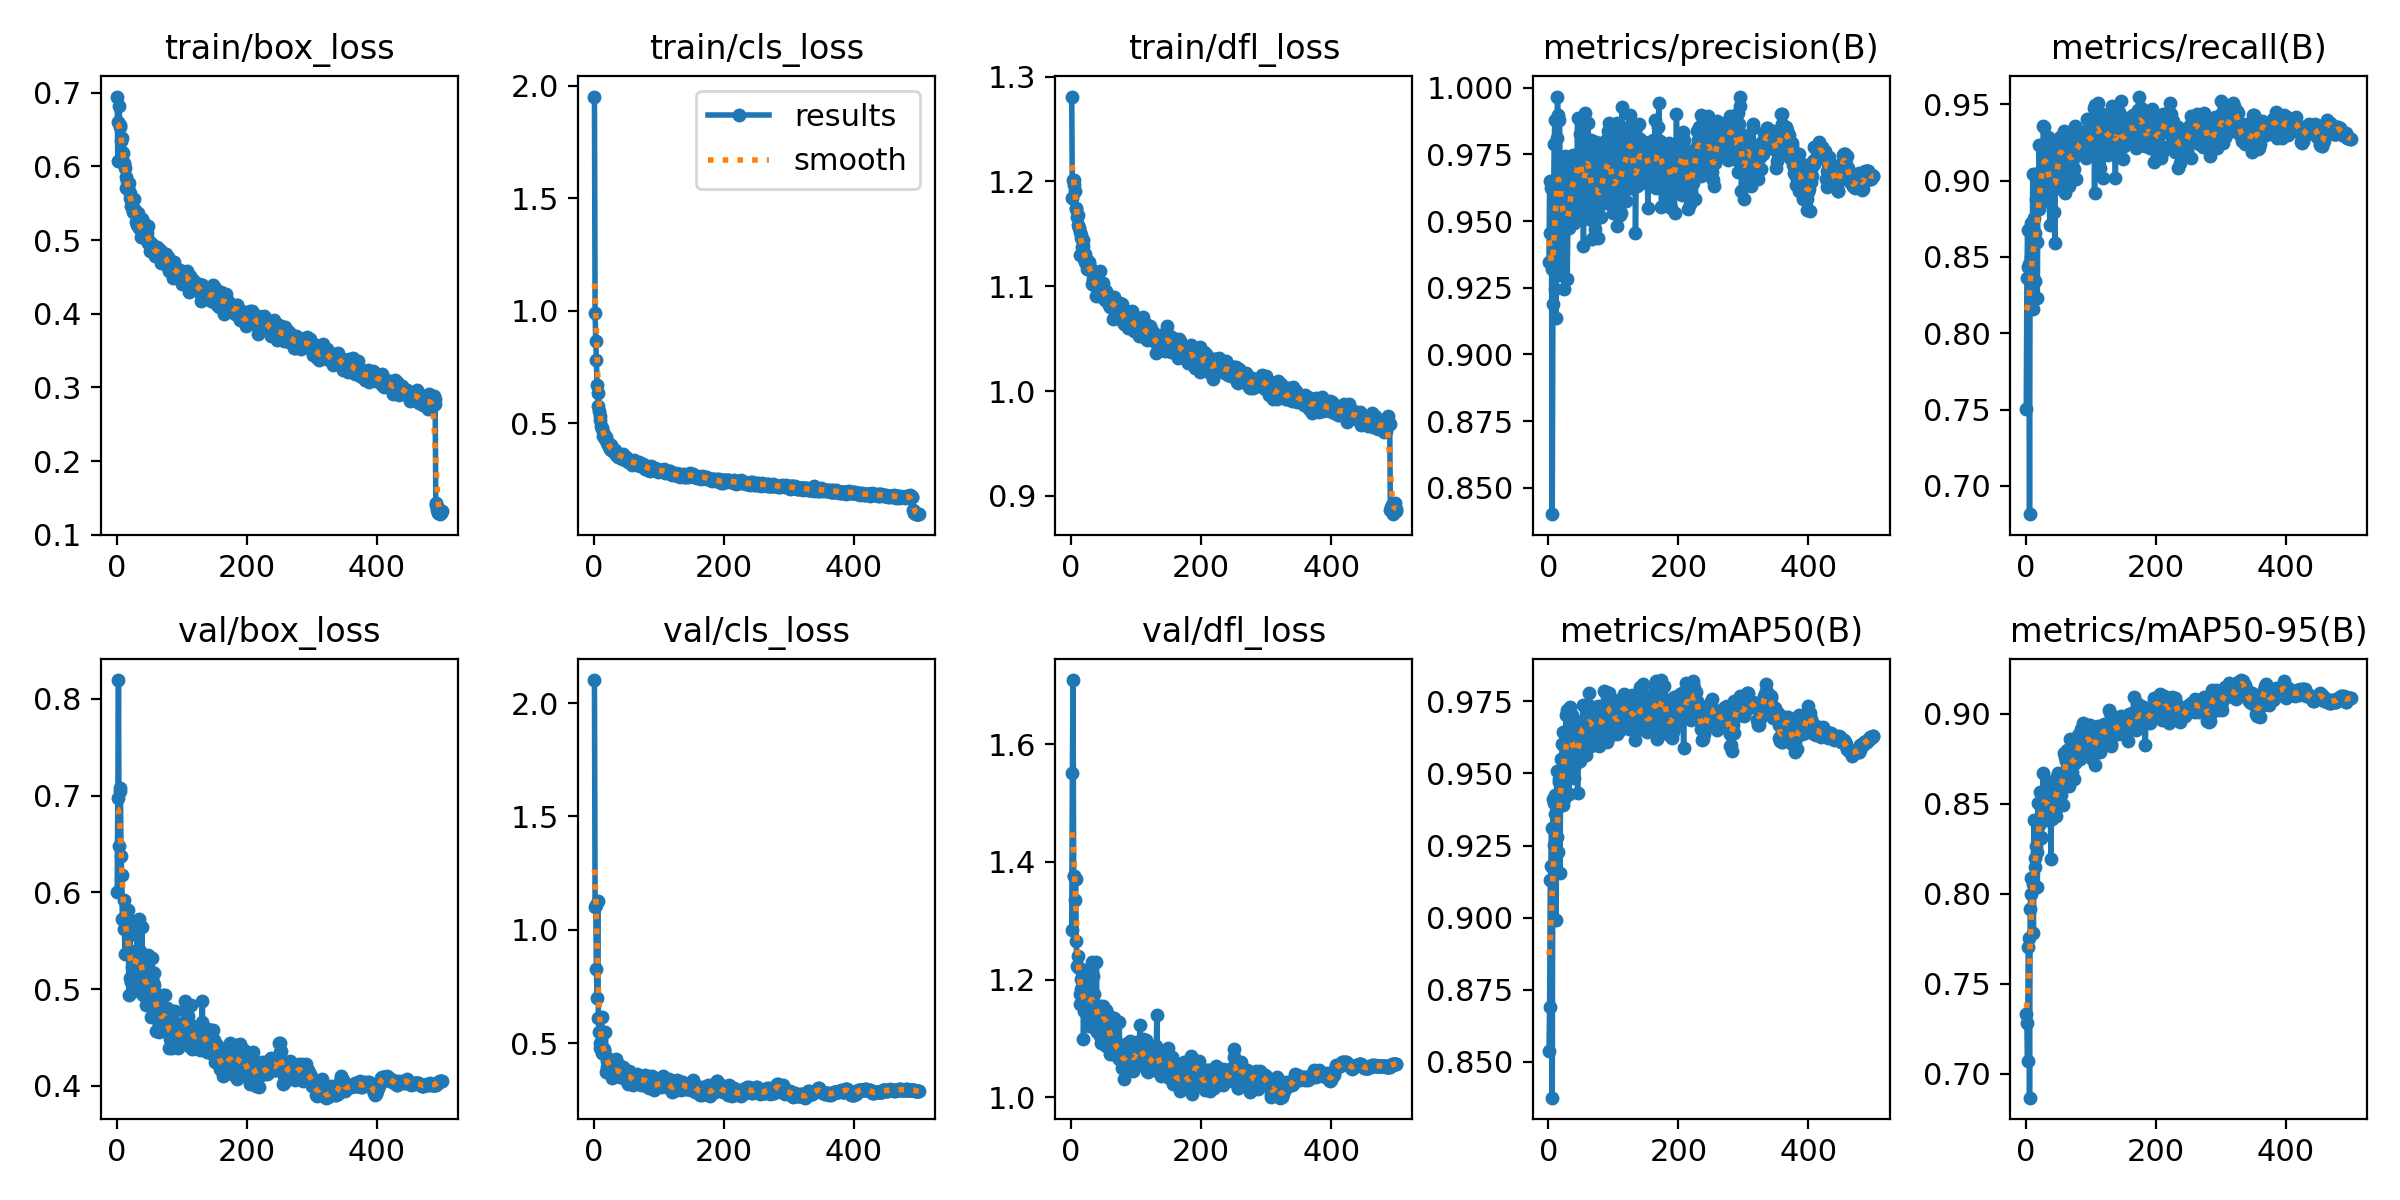 train/box_loss
0.7
0.6
0.5
0.4
0.3
0.2
0.1
0 200 400
train/cls_loss
2.0
1.5
1.0
0.5
results
smooth
0 200 400
train/dfl_loss
1.3
1.2
1.1
1.0
0.9
0 200 400
metrics/precision(B)
1.000
0.975
0.950
0.925
0.900
0.875
0.850
0 200 400
metrics/recall(B)
0.95
0.90
0.85
0.80
0.75
0.70
0 200 400
val/box_loss
0.8
0.7
0.6
0.5
0.4
0 200 400
val/cls_loss
2.0
1.5
1.0
0.5
0 200 400
val/dfl_loss
1.6
1.4
1.2
1.0
0 200 400
metrics/mAP50(B)
0.975
0.950
0.925
0.900
0.875
0.850
0 200 400
metrics/mAP50-95(B)
0.90
0.85
0.80
0.75
0.70
0 200 400